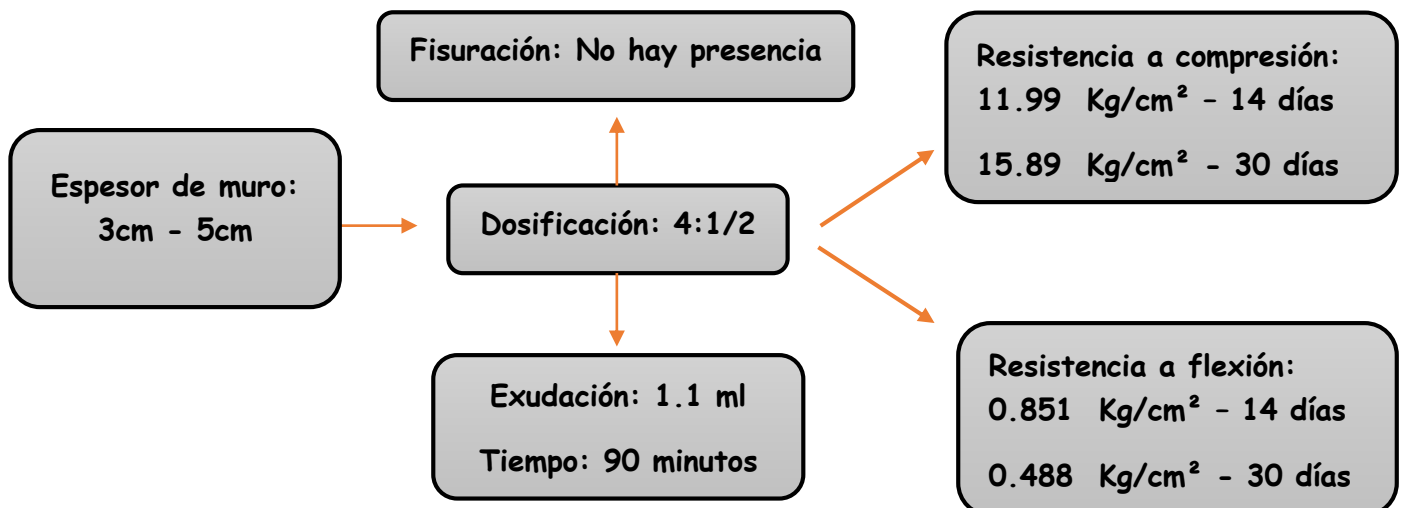 Fisuración: No hay presencia
Resistencia a compresión:
11.99 Kg/cm² – 14 días
15.89 Kg/cm² - 30 días
Espesor de muro:
3cm - 5cm
Dosificación: 4:1/2
Exudación: 1.1 ml
Tiempo: 90 minutos
Resistencia a flexión:
0.851 Kg/cm² – 14 días
0.488 Kg/cm² - 30 días